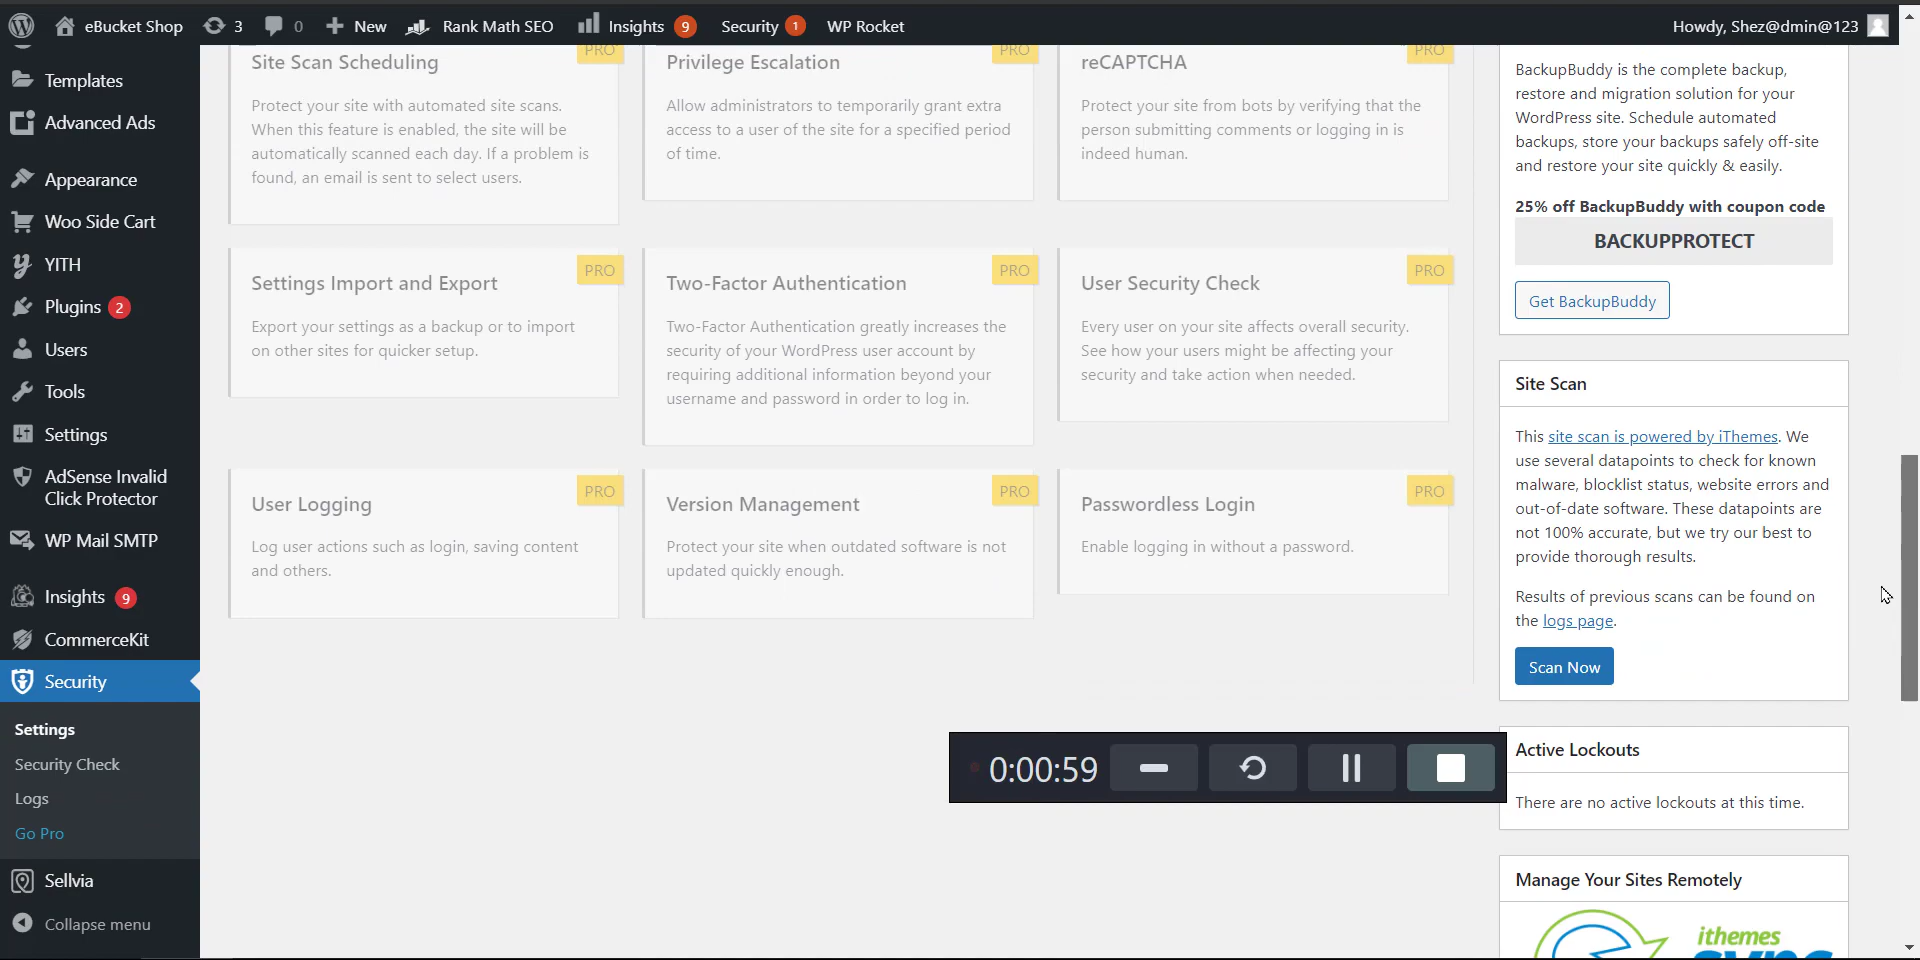 eBucket Shop
3
0
New
Rank Math SEO
Insights 9
Security 1
WP Rocket
Howdy, Shez@dmin@123
Templates
Advanced Ads
Appearance
Woo Side Cart
YITH
Plugins 2
Users
Tools
Settings
AdSense Invalid
Click Protector
WP Mail SMTP
Insights 9
CommerceKit
Security
Settings
Security Check
Logs
Go Pro
Sellvia
Collapse menu
PRO
Site Scan Scheduling
Protect your site with automated site scans.
When this feature is enabled, the site will be
automatically scanned each day. If a problem is
found, an email is sent to select users.
PRO
Privilege Escalation
Allow administrators to temporarily grant extra
access to a user of the site for a specified period
of time.
PRO
reCAPTCHA
Protect your site from bots by verifying that the
person submitting comments or logging in is
indeed human.
PRO
Settings Import and Export
Export your settings as a backup or to import
on other sites for quicker setup.
PRO
Two-Factor Authentication
Two-Factor Authentication greatly increases the
security of your WordPress user account by
requiring additional information beyond your
username and password in order to log in.
PRO
User Security Check
Every user on your site affects overall security.
See how your users might be affecting your
security and take action when needed.
PRO
User Logging
Log user actions such as login, saving content
and others.
PRO
Version Management
Protect your site when outdated software is not
updated quickly enough.
PRO
Passwordless Login
Enable logging in without a password.
0:00:59
BackupBuddy is the complete backup,
restore and migration solution for your
WordPress site. Schedule automated
backups, store your backups safely off-site
and restore your site quickly & easily.
25% off BackupBuddy with coupon code
BACKUPPROTECT
Get BackupBuddy
Site Scan
This site scan is powered by iThemes. We
use several datapoints to check for known
malware, blocklist status, website errors and
out-of-date software. These datapoints are
not 100% accurate, but we try our best to
provide thorough results.
Results of previous scans can be found on
the logs page.
Scan Now
Active Lockouts
There are no active lockouts at this time.
Manage Your Sites Remotely
ithemes
sync